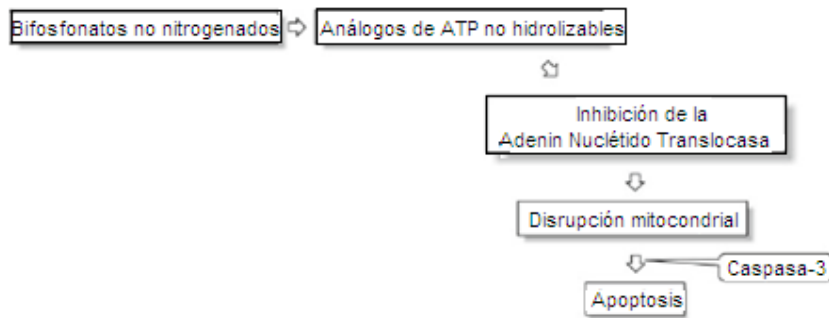 Bifosfonatos no nitrogenados
Análogos de ATP no hidrolizables
Inhibición de la
Adenin Nuclétido Translocasa
Disrupción mitocondrial
Caspasa-3
Apoptosis